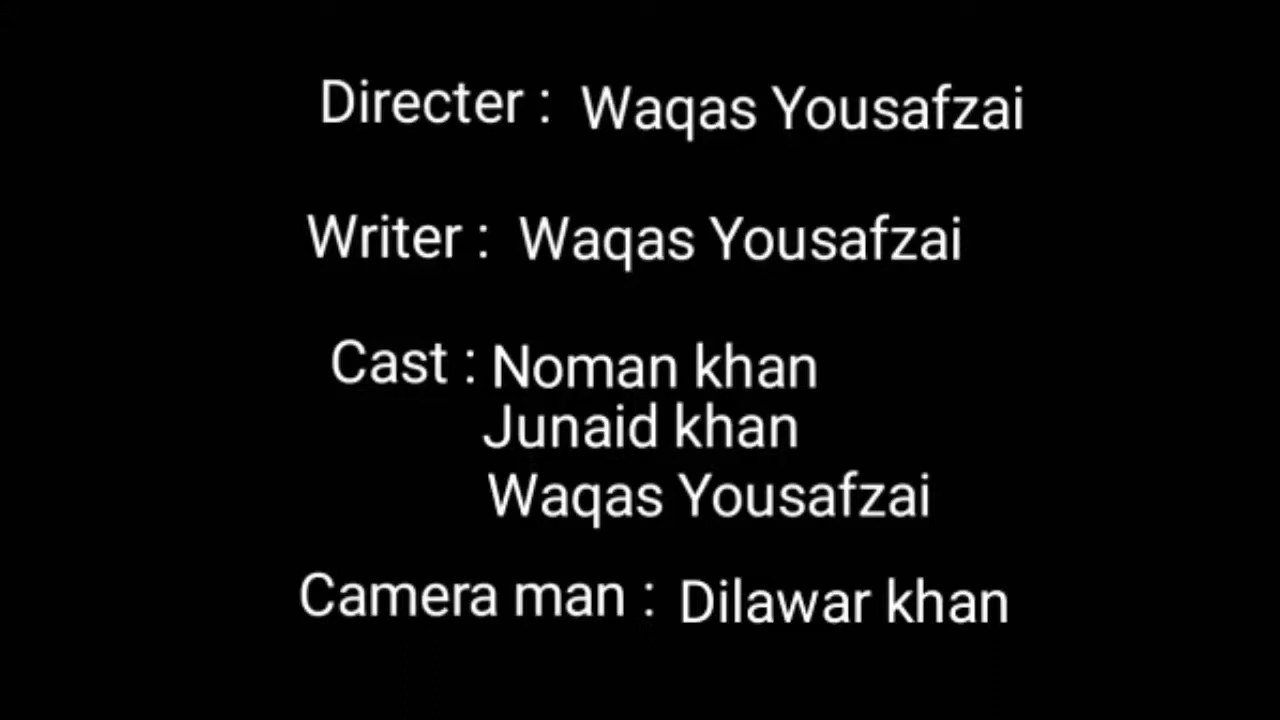 Directer : Waqas Yousafzai
Writer : Waqas Yousafzai
Cast : Noman khan
Junaid khan
Waqas Yousafzai
Camera man : Dilawar khan